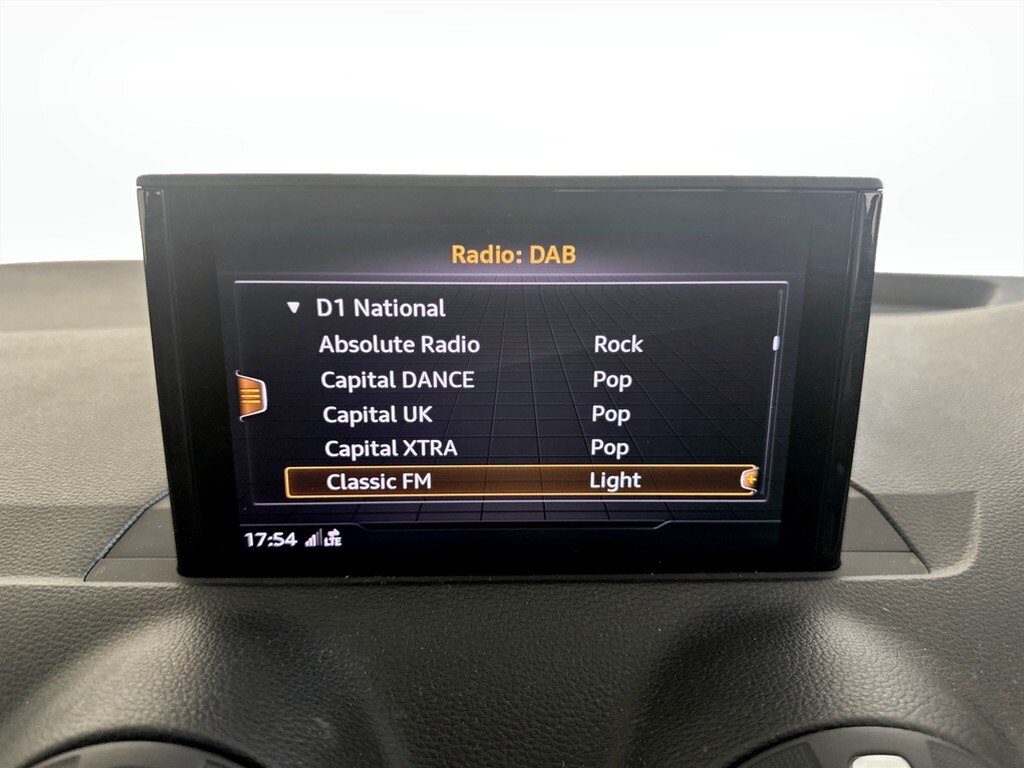 Radio: DAB
D1 National
Absolute Radio Rock
Capital DANCE Pop
Capital UK Pop
Capital XTRA Pop
Classic FM Light
17:54 LTE